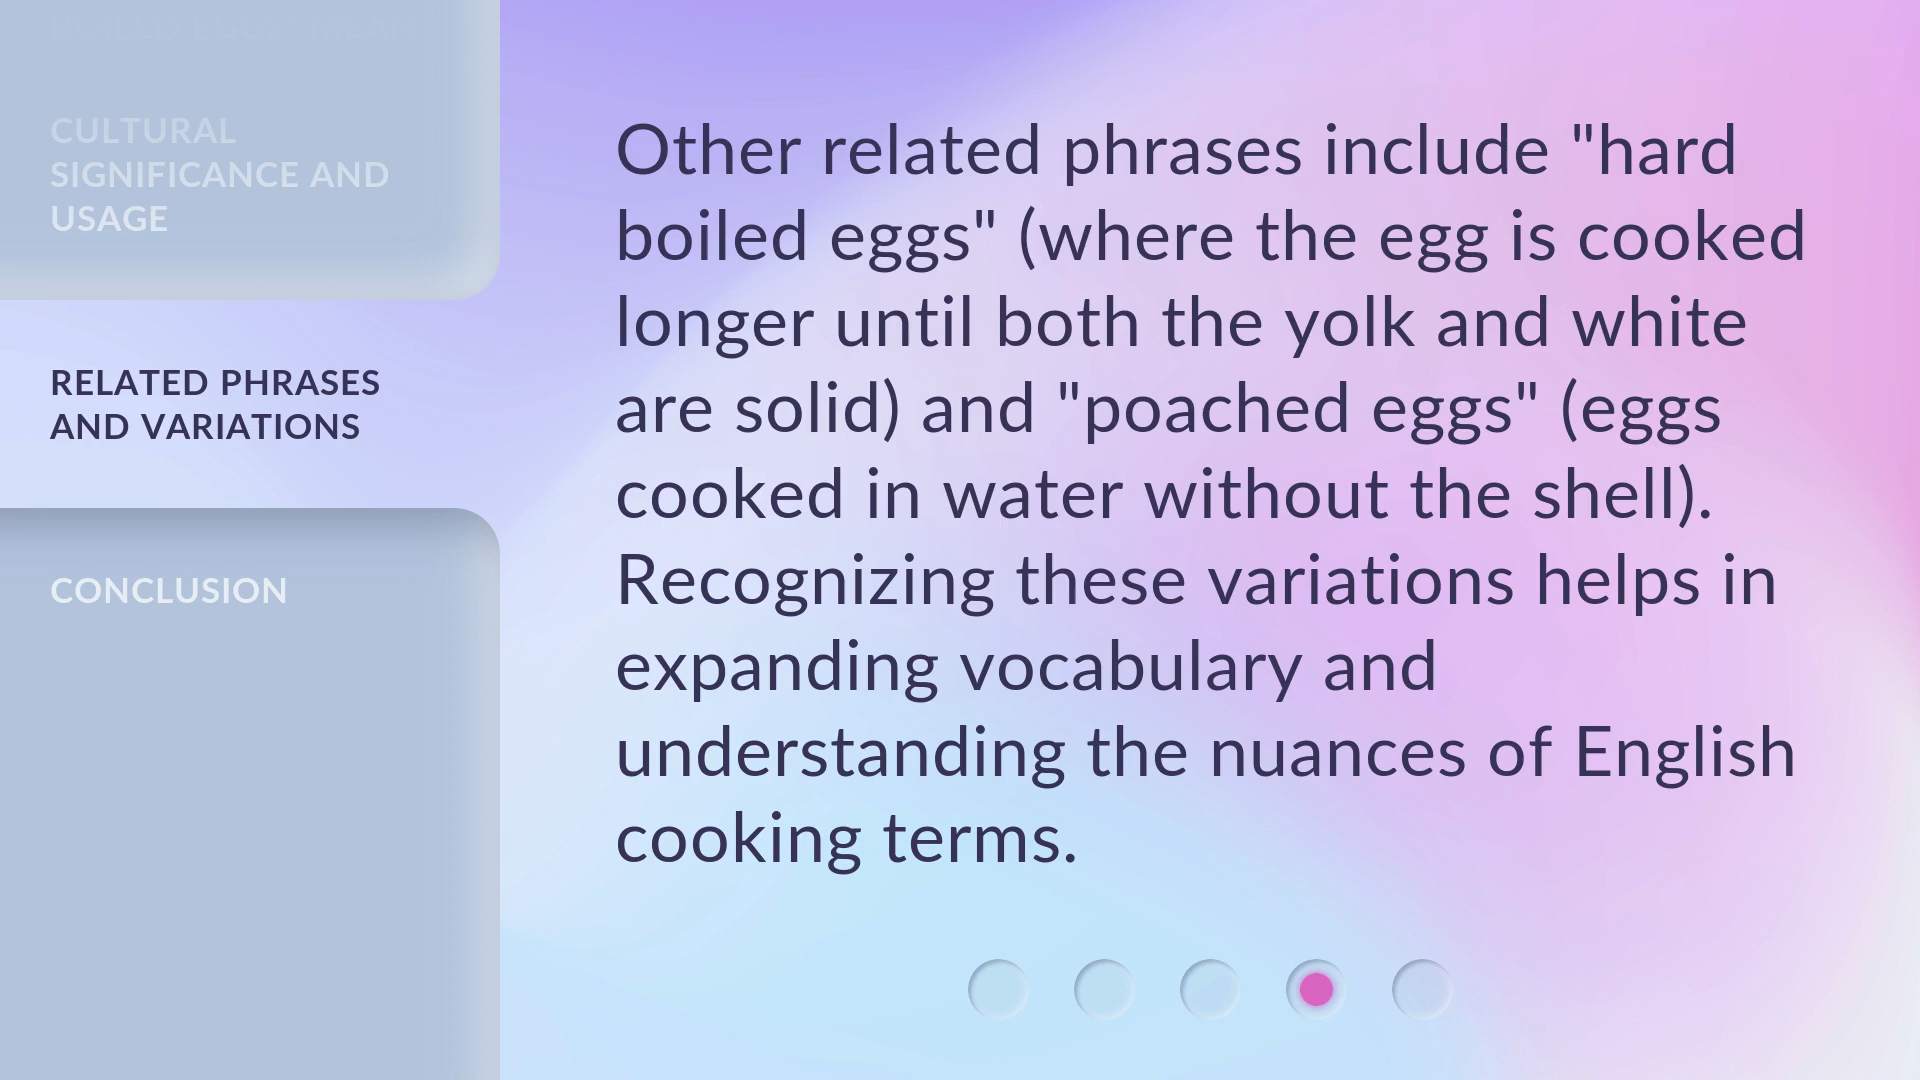 CULTURAL
SIGNIFICANCE AND
USAGE
RELATED PHRASES
AND VARIATIONS
CONCLUSION
Other related phrases include "hard
boiled eggs" (where the egg is cooked
longer until both the yolk and white
are solid) and "poached eggs" (eggs
cooked in water without the shell).
Recognizing these variations helps in
expanding vocabulary and
understanding the nuances of English
cooking terms.